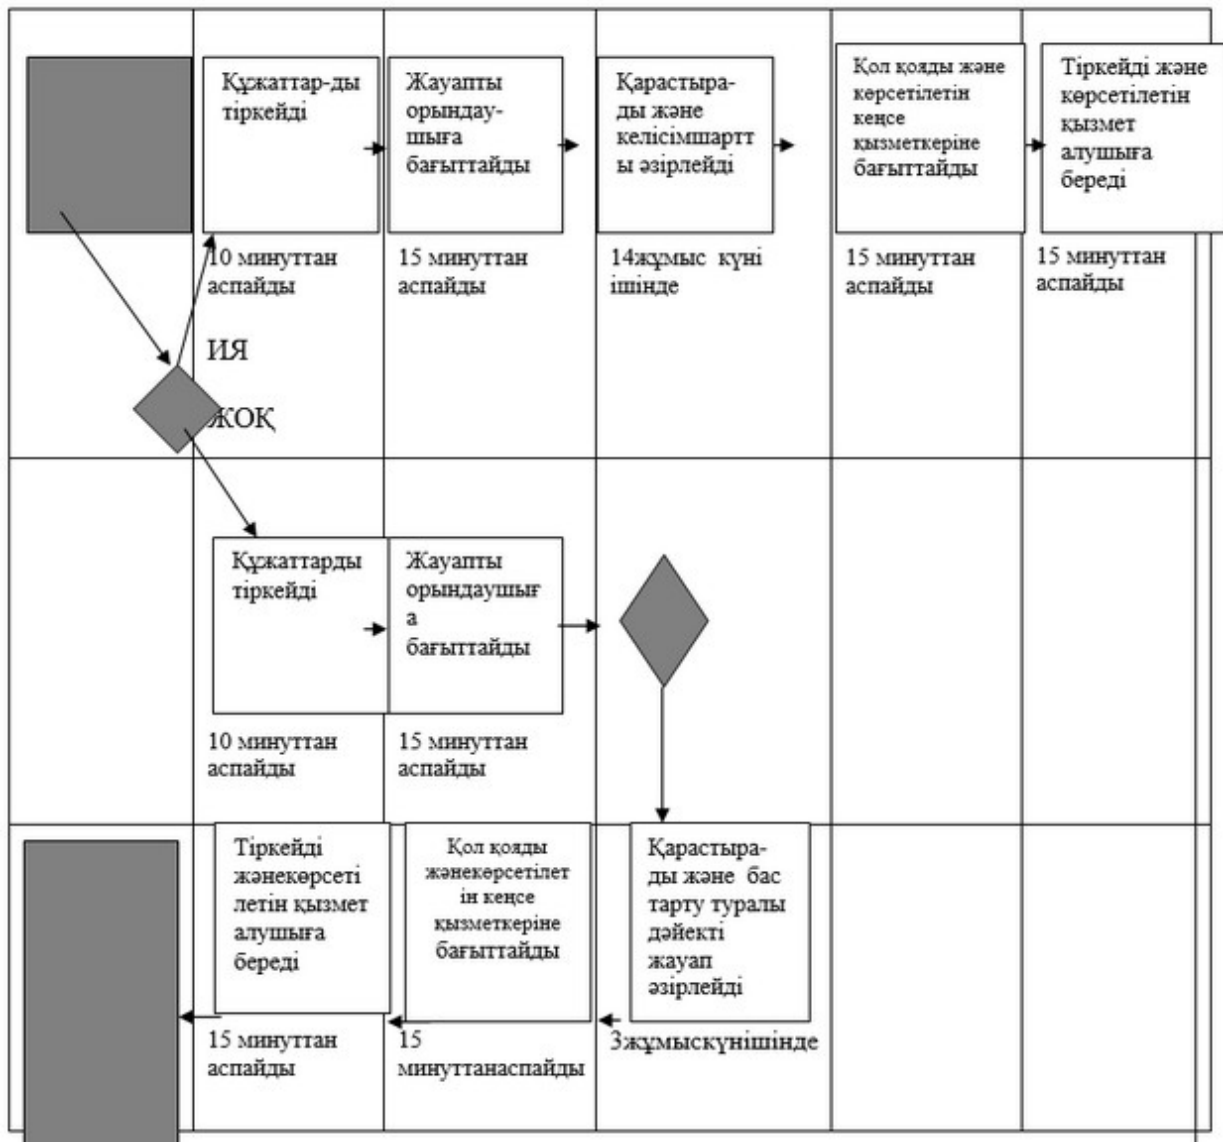 Құжаттар-ды
тіркейді
Жауапты
орындау-
шыға
бағыттайды
Қарастыра-
ды және
келісімшартт
ы әзірлейді
Қол қояды және
көрсетілетін
кеңсе
қызметкеріне
бағыттайды
Тіркейді және
көрсетілетін
қызмет
алушыға
береді
10 минуттан
аспайды
15 минуттан
аспайды
14жұмыс күні
ішінде
15 минуттан
аспайды
15 минуттан
аспайды
ИЯ
ЖОҚ
Құжаттарды
тіркейді
Жауапты
орындаушығ
а
бағыттайды
10 минуттан
аспайды
15 минуттан
аспайды
Тіркейді
жәнекөрсеті
летін қызмет
алушыға
береді
Қол қояды
жәнекөрсетілет
ін кеңсе
қызметкеріне
бағыттайды
Қарастыра-
ды және бас
тарту туралы
дәйекті
жауап
әзірлейді
15 минуттан
аспайды
15
минуттанаспайды
3жұмыскүнішінде